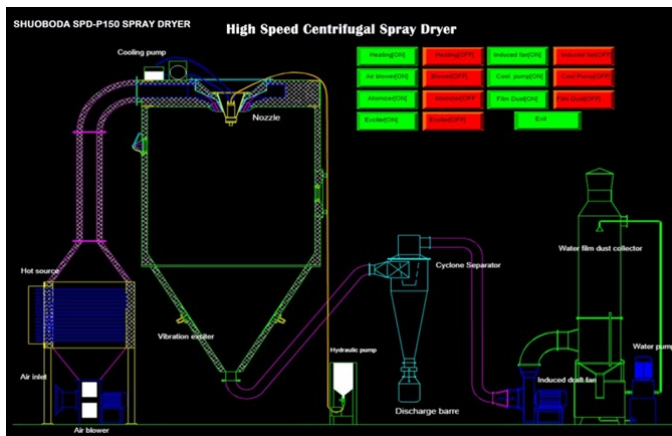 SHUOBODA SPD-P150 SPRAY DRYER
High Speed Centrifugal Spray Dryer
Cooling pump
Heating[ON]
Heating[OFF]
Induced fan[ON]
Induced fan[OFF]
Air blower[ON]
Blower[OFF]
Cool pump[ON]
Cool Pump[OFF]
Atomizer[ON]
Atomizer[OFF]
Film Dust[ON]
Film Dust[OFF]
Exciter[ON]
Exciter[OFF]
Exit
Nozzle
Hot source
Cyclone Separator
Water film dust collector
Vibration exciter
Hydraulic pump
Water pump
Air inlet
Induced draft fan
Discharge barre
Air blower